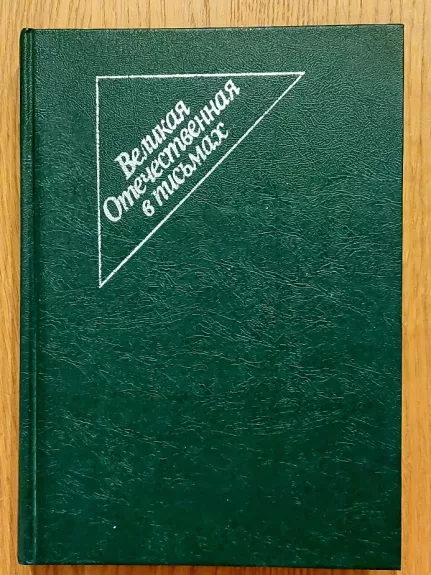 Великая
Отечественная
в письмах